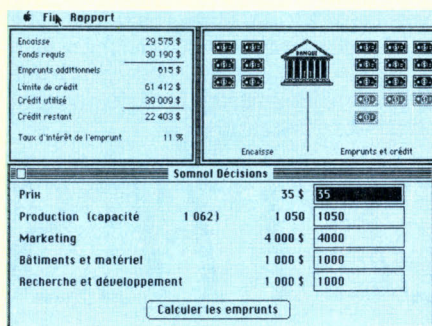 Fin Rapport
Encaisse 29 575 $
Fonds requis 30 190 $
Emprunts additionnels 615 $
Limite de crédit 61 412 $
Crédit utilisé 39 009 $
Crédit restant 22 403 $
Taux d'intérêt de l'emprunt 11 %
BANQUE
Encaisse Emprunts et crédit
Somnol Décisions
Prix 35 $ 35
Production (capacité 1 062) 1 050 1050
Marketing 4 000 $ 4000
Bâtiments et matériel 1 000 $ 1000
Recherche et développement 1 000 $ 1000
Calculer les emprunts